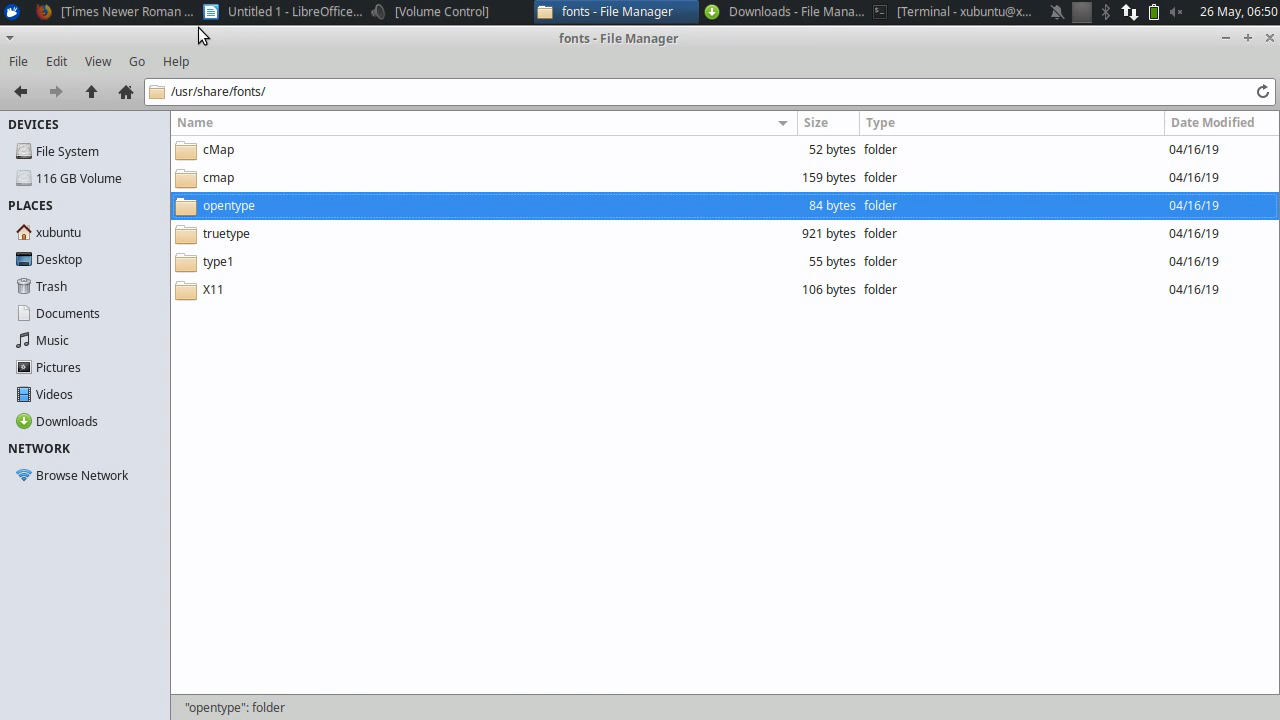 [Times Newer Roman ... Untitled 1 - LibreOffice... [Volume Control] fonts - File Manager Downloads - File Mana... [Terminal - xubuntu@x... 26 May, 06:50
fonts - File Manager
File Edit View Go Help
/usr/share/fonts/
DEVICES
File System
116 GB Volume
PLACES
xubuntu
Desktop
Trash
Documents
Music
Pictures
Videos
Downloads
NETWORK
Browse Network
Name Size Type Date Modified
cMap 52 bytes folder 04/16/19
cmap 159 bytes folder 04/16/19
opentype 84 bytes folder 04/16/19
truetype 921 bytes folder 04/16/19
type1 55 bytes folder 04/16/19
X11 106 bytes folder 04/16/19
"opentype": folder